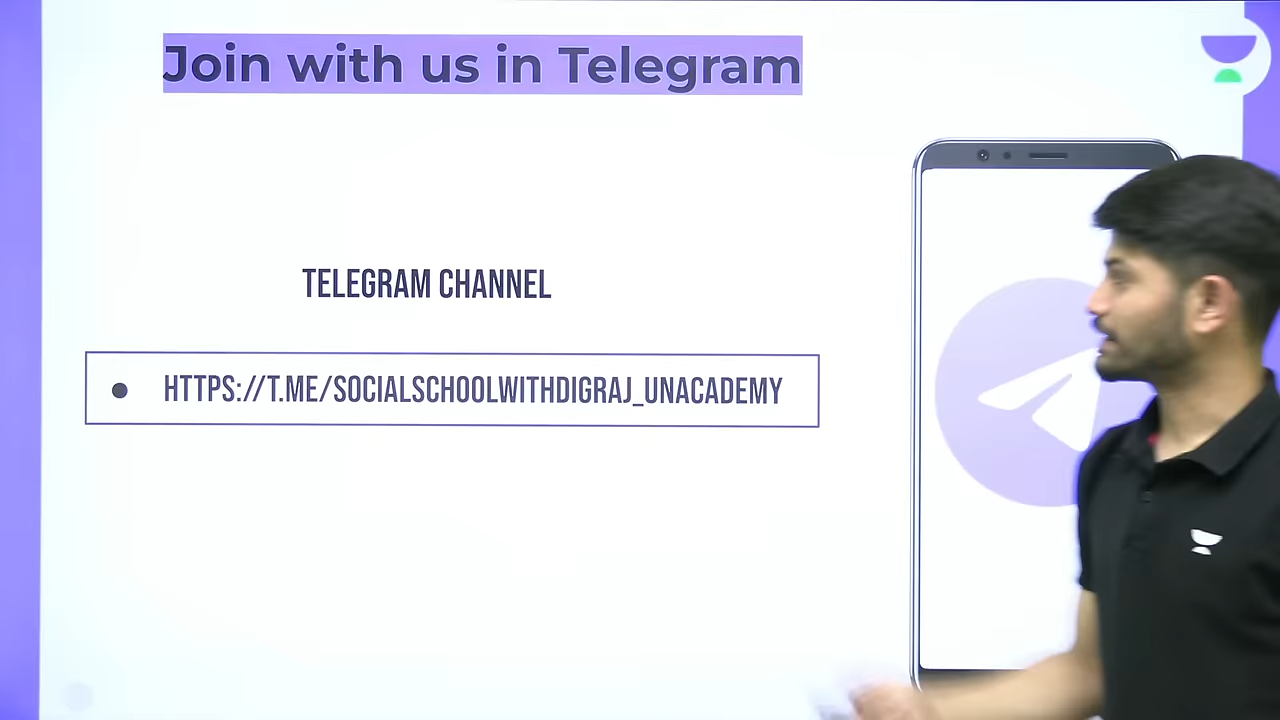 Join with us in Telegram
TELEGRAM CHANNEL
● HTTPS://T.ME/SOCIALSCHOOLWITHDIGRAJ_UNACADEMY